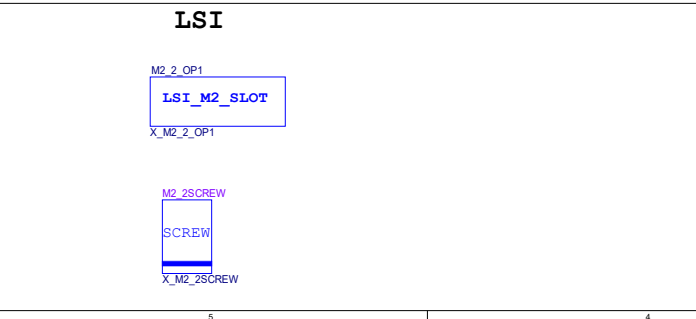 LSI
M2_2_OP1
LSI_M2_SLOT
X_M2_2_OP1
M2_2SCREW
SCREW
X_M2_2SCREW
5
4